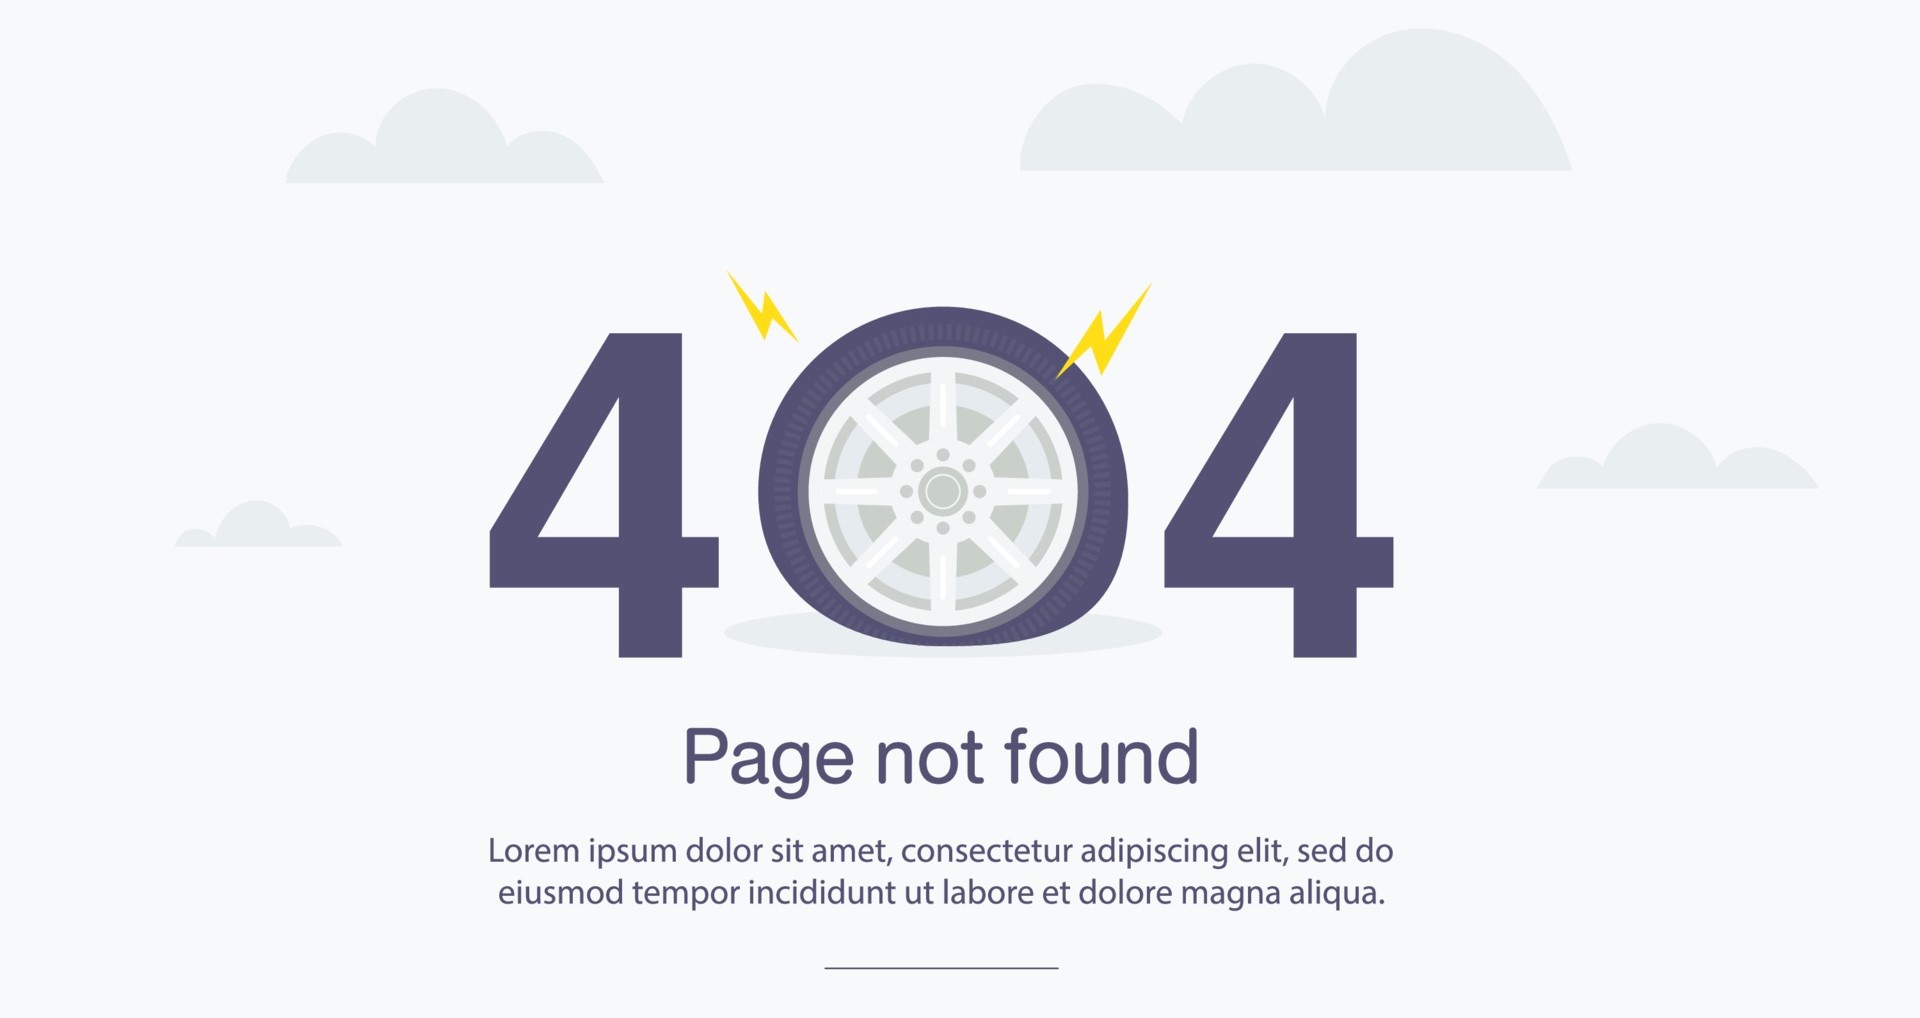 404
Page not found
Lorem ipsum dolor sit amet, consectetur adipiscing elit, sed do
eiusmod tempor incididunt ut labore et dolore magna aliqua.